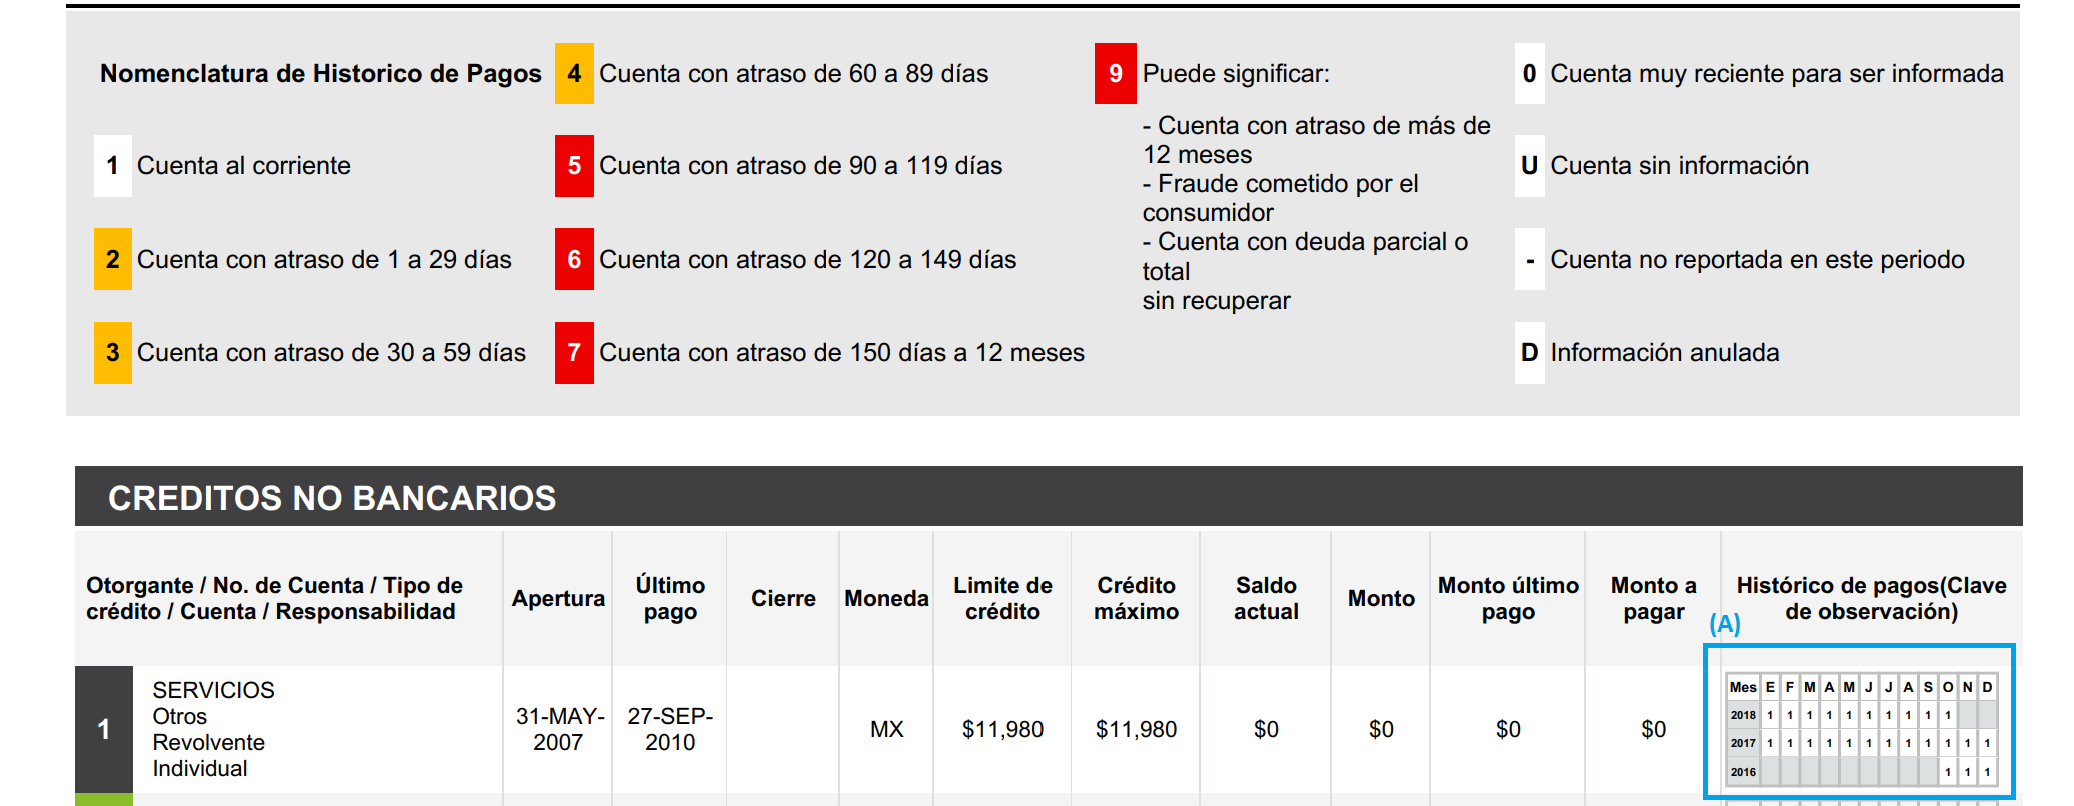 Nomenclatura de Historico de Pagos
1 Cuenta al corriente
2 Cuenta con atraso de 1 a 29 días
3 Cuenta con atraso de 30 a 59 días
4 Cuenta con atraso de 60 a 89 días
5 Cuenta con atraso de 90 a 119 días
6 Cuenta con atraso de 120 a 149 días
7 Cuenta con atraso de 150 días a 12 meses
9 Puede significar:
- Cuenta con atraso de más de
12 meses
- Fraude cometido por el
consumidor
- Cuenta con deuda parcial o
total
sin recuperar
0 Cuenta muy reciente para ser informada
U Cuenta sin información
- Cuenta no reportada en este periodo
D Información anulada
CREDITOS NO BANCARIOS
Otorgante / No. de Cuenta / Tipo de
crédito / Cuenta / Responsabilidad
Apertura
Último
pago
Cierre
Moneda
Limite de
crédito
Crédito
máximo
Saldo
actual
Monto
Monto último
pago
Monto a
pagar
Histórico de pagos(Clave
de observación)
(A)
1
SERVICIOS
Otros
Revolvente
Individual
31-MAY-
2007
27-SEP-
2010
MX
$11,980
$11,980
$0
$0
$0
$0
Mes E F M A M J J A S O N D
2018 1 1 1 1 1 1 1 1 1 1
2017 1 1 1 1 1 1 1 1 1 1 1 1
2016 1 1 1